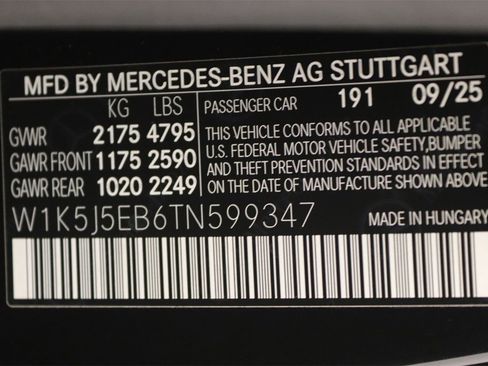 MFD BY MERCEDES-BENZ AG STUTTGART
KG LBS PASSENGER CAR 191 09/25
GVWR 2175 4795
GAWR FRONT 1175 2590
GAWR REAR 1020 2249
THIS VEHICLE CONFORMS TO ALL APPLICABLE
U.S. FEDERAL MOTOR VEHICLE SAFETY, BUMPER
AND THEFT PREVENTION STANDARDS IN EFFECT
ON THE DATE OF MANUFACTURE SHOWN ABOVE.
W1K5J5EB6TN599347
MADE IN HUNGARY